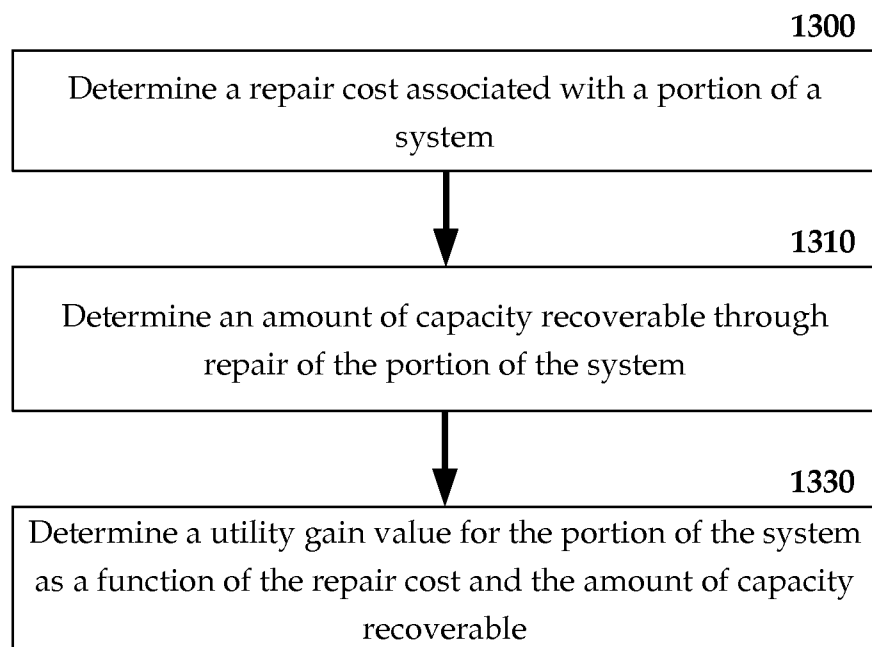 1300
Determine a repair cost associated with a portion of a
system
1310
Determine an amount of capacity recoverable through
repair of the portion of the system
1330
Determine a utility gain value for the portion of the system
as a function of the repair cost and the amount of capacity
recoverable